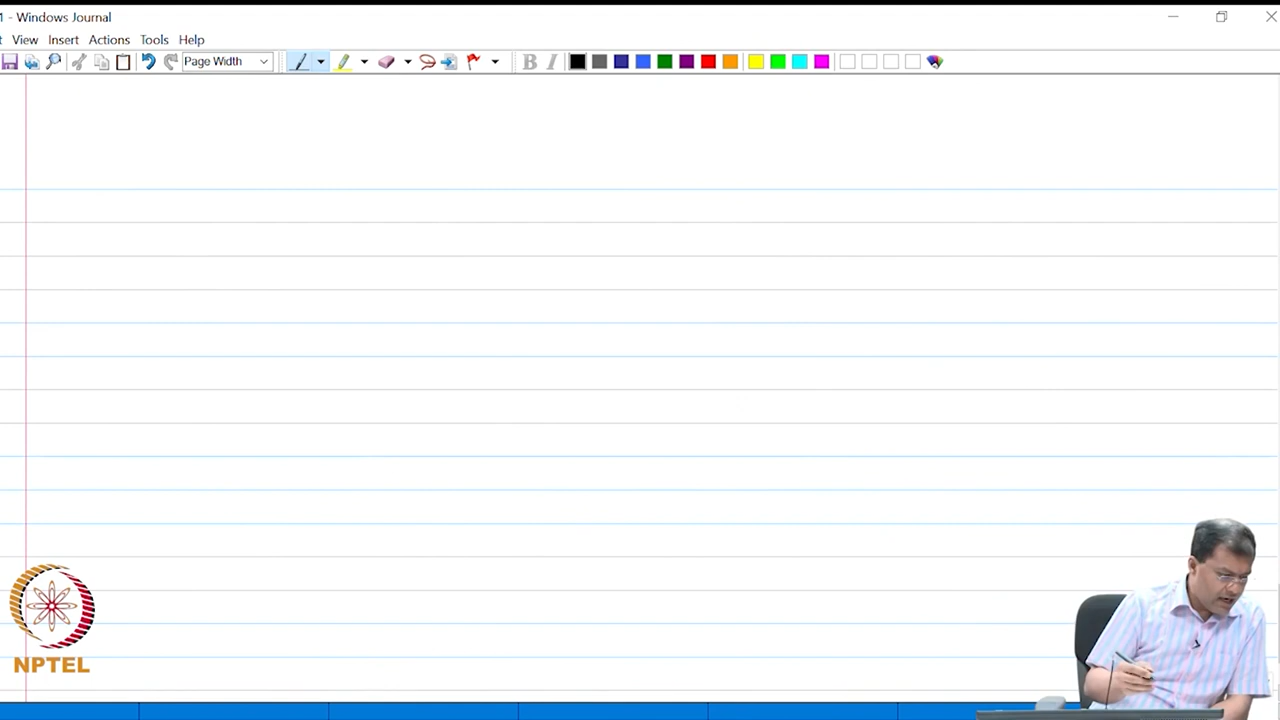 1 - Windows Journal
t View Insert Actions Tools Help
Page Width
B I
NPTEL